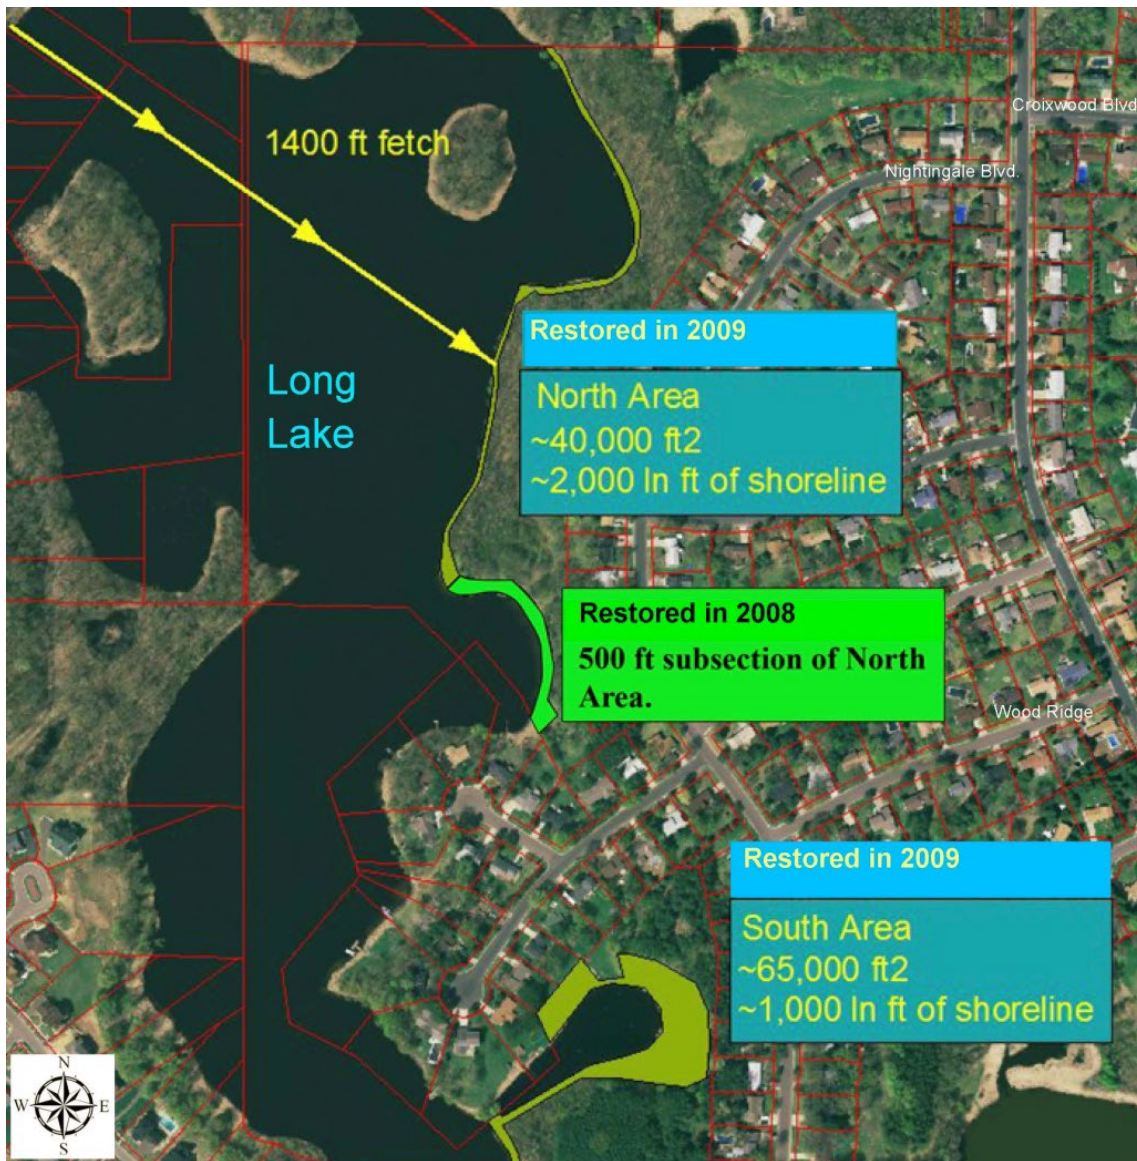 1400 ft fetch
Croixwood Blvd
Nightingale Blvd.
Restored in 2009
North Area
~40,000 ft2
~2,000 ln ft of shoreline
Long
Lake
Restored in 2008
500 ft subsection of North
Area.
Wood Ridge
Restored in 2009
South Area
~65,000 ft2
~1,000 ln ft of shoreline
N
W E
S